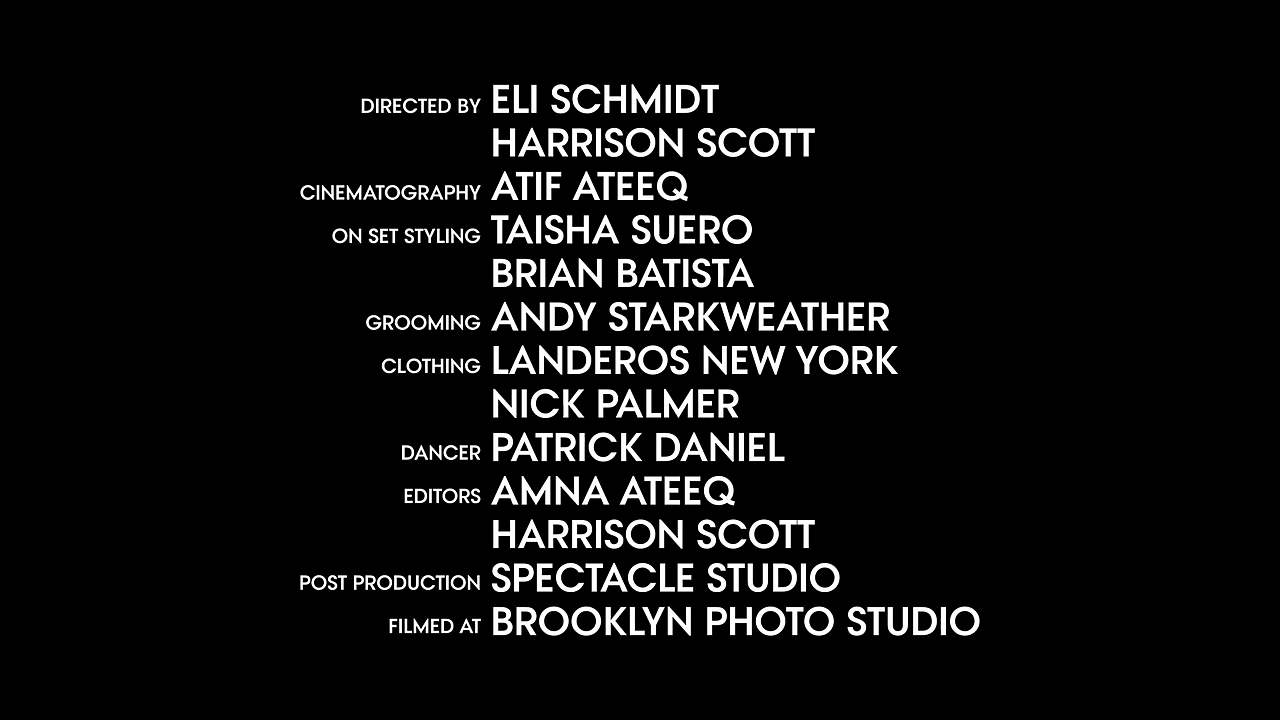 DIRECTED BY ELI SCHMIDT
HARRISON SCOTT
CINEMATOGRAPHY ATIF ATEEQ
ON SET STYLING TAISHA SUERO
BRIAN BATISTA
GROOMING ANDY STARKWEATHER
CLOTHING LANDEROS NEW YORK
NICK PALMER
DANCER PATRICK DANIEL
EDITORS AMNA ATEEQ
HARRISON SCOTT
POST PRODUCTION SPECTACLE STUDIO
FILMED AT BROOKLYN PHOTO STUDIO